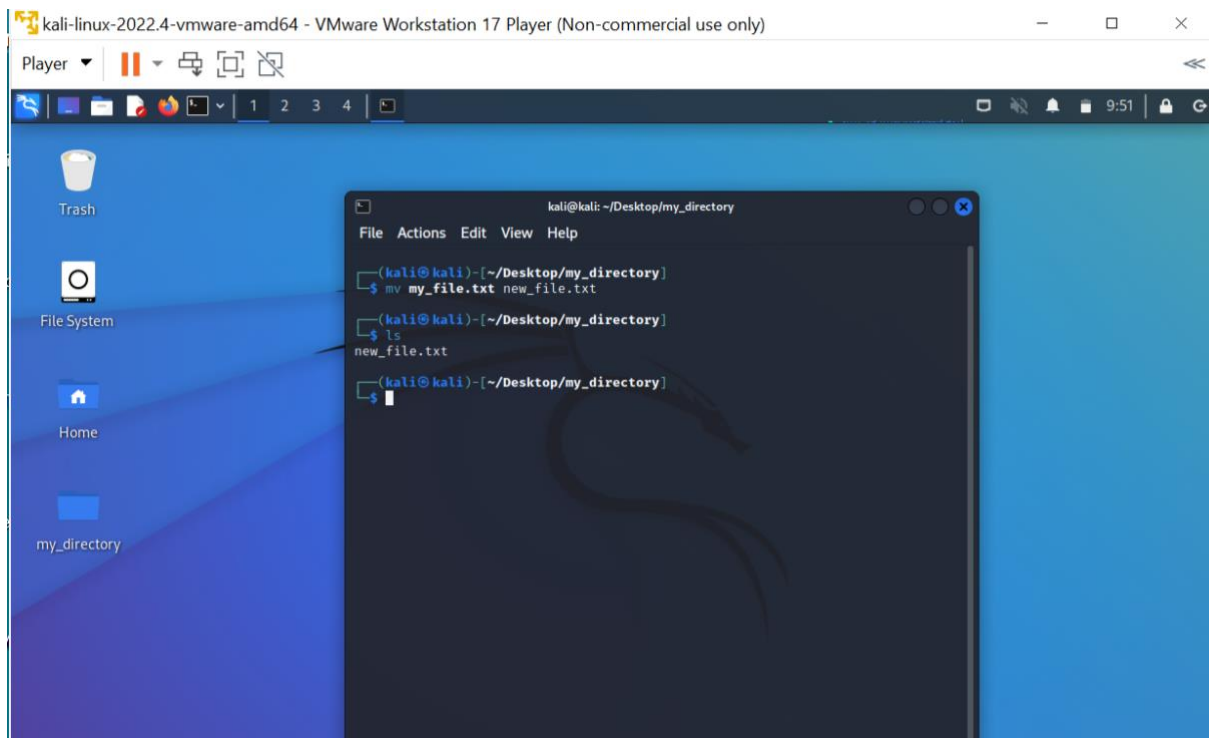 kali-linux-2022.4-vmware-amd64 - VMware Workstation 17 Player (Non-commercial use only)
Player
1 2 3 4
9:51
Trash
File System
Home
my_directory
kali@kali: ~/Desktop/my_directory
File Actions Edit View Help
┌──(kali㉿kali)-[~/Desktop/my_directory]
└─$ mv my_file.txt new_file.txt
┌──(kali㉿kali)-[~/Desktop/my_directory]
└─$ ls
new_file.txt
┌──(kali㉿kali)-[~/Desktop/my_directory]
└─$